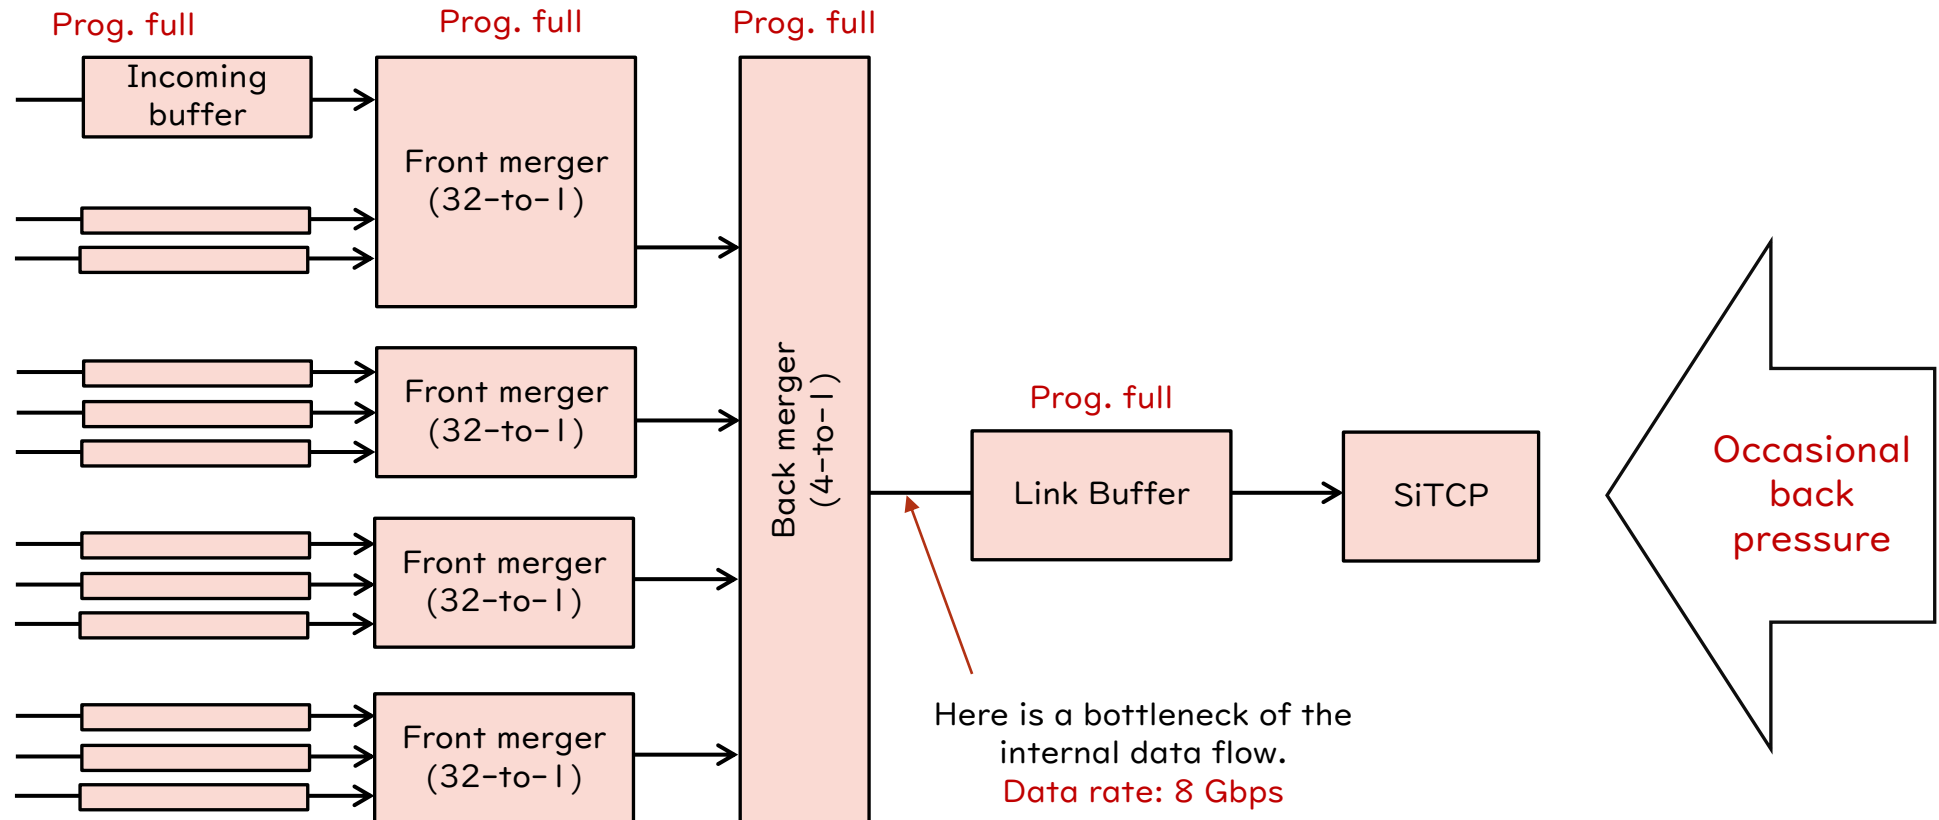 Prog. full
Prog. full
Prog. full
Incoming
buffer
Front merger
(32-to-1)
Front merger
(32-to-1)
Front merger
(32-to-1)
Front merger
(32-to-1)
Back merger
(4-to-1)
Prog. full
Link Buffer
SiTCP
Occasional
back
pressure
Here is a bottleneck of the
internal data flow.
Data rate: 8 Gbps